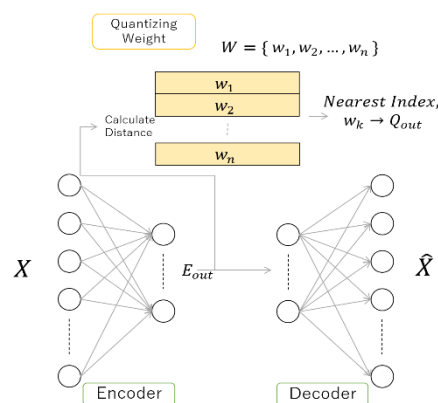 Quantizing
Weight
W = { w₁, w₂, ..., wₙ }
w₁
w₂
wₙ
Calculate
Distance
Nearest Index,
wₖ → Qₒᵤₜ
X
Eₒᵤₜ
X̂
Encoder
Decoder